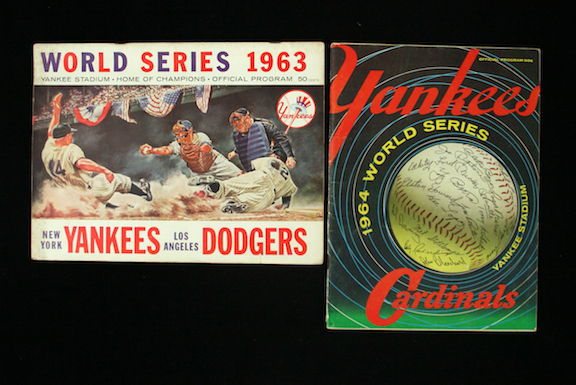 WORLD SERIES 1963
YANKEE STADIUM • HOME OF CHAMPIONS • OFFICIAL PROGRAM 50 CENTS
Yankees
NEW YORK YANKEES LOS ANGELES DODGERS
OFFICIAL PROGRAM 50¢
Yankees
1964 WORLD SERIES
YANKEE STADIUM
Cardinals